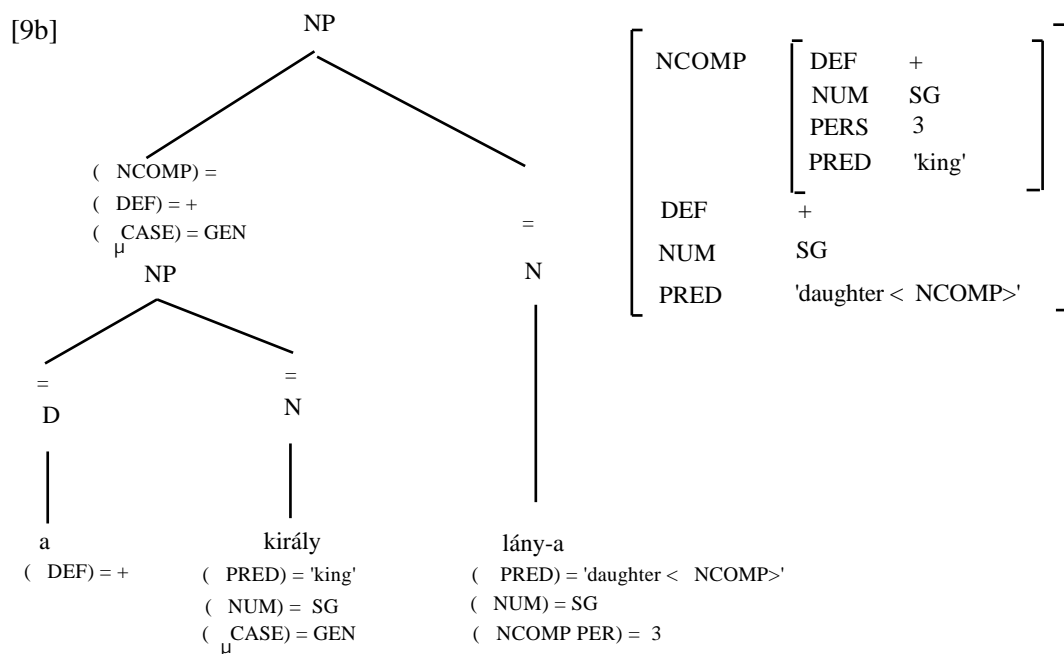 [9b]
NP
NCOMP DEF +
NUM SG
PERS 3
PRED 'king'
DEF +
NUM SG
PRED 'daughter < NCOMP>'
( NCOMP) =
( DEF) = +
( μCASE) = GEN
NP
=
N
=
D
=
N
a
( DEF) = +
király
( PRED) = 'king'
( NUM) = SG
( μCASE) = GEN
lány-a
( PRED) = 'daughter < NCOMP>'
( NUM) = SG
( NCOMP PER) = 3